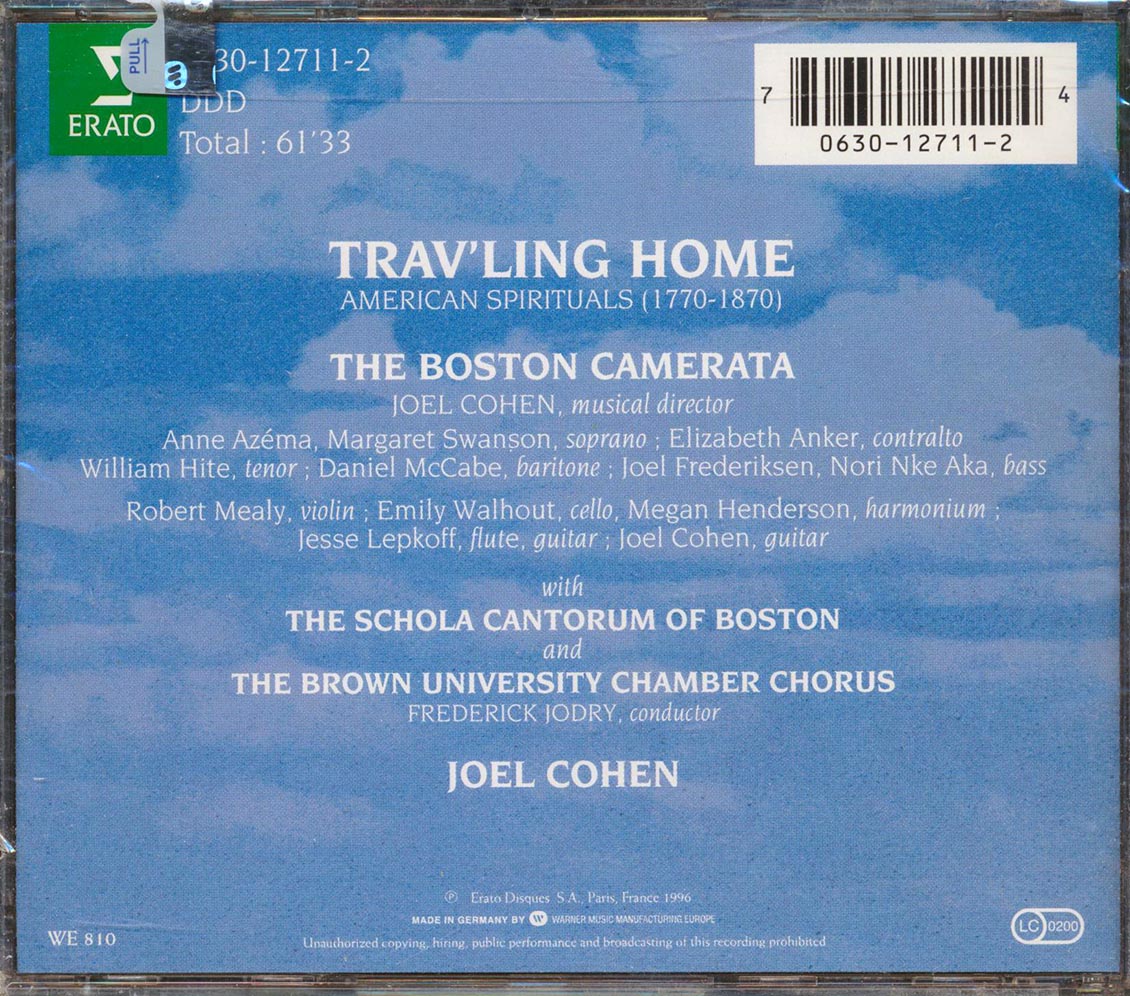 PULL
ERATO
30-12711-2
DDD
Total : 61'33
7 4
0630-12711-2
TRAV'LING HOME
AMERICAN SPIRITUALS (1770-1870)
THE BOSTON CAMERATA
JOEL COHEN, musical director
Anne Azéma, Margaret Swanson, soprano ; Elizabeth Anker, contralto
William Hite, tenor ; Daniel McCabe, baritone ; Joel Frederiksen, Nori Nke Aka, bass
Robert Mealy, violin ; Emily Walhout, cello, Megan Henderson, harmonium ;
Jesse Lepkoff, flute, guitar ; Joel Cohen, guitar
with
THE SCHOLA CANTORUM OF BOSTON
and
THE BROWN UNIVERSITY CHAMBER CHORUS
FREDERICK JODRY, conductor
JOEL COHEN
℗ Erato Disques S.A., Paris, France 1996
MADE IN GERMANY BY W WARNER MUSIC MANUFACTURING EUROPE
Unauthorized copying, hiring, public performance and broadcasting of this recording prohibited
WE 810
LC 0200